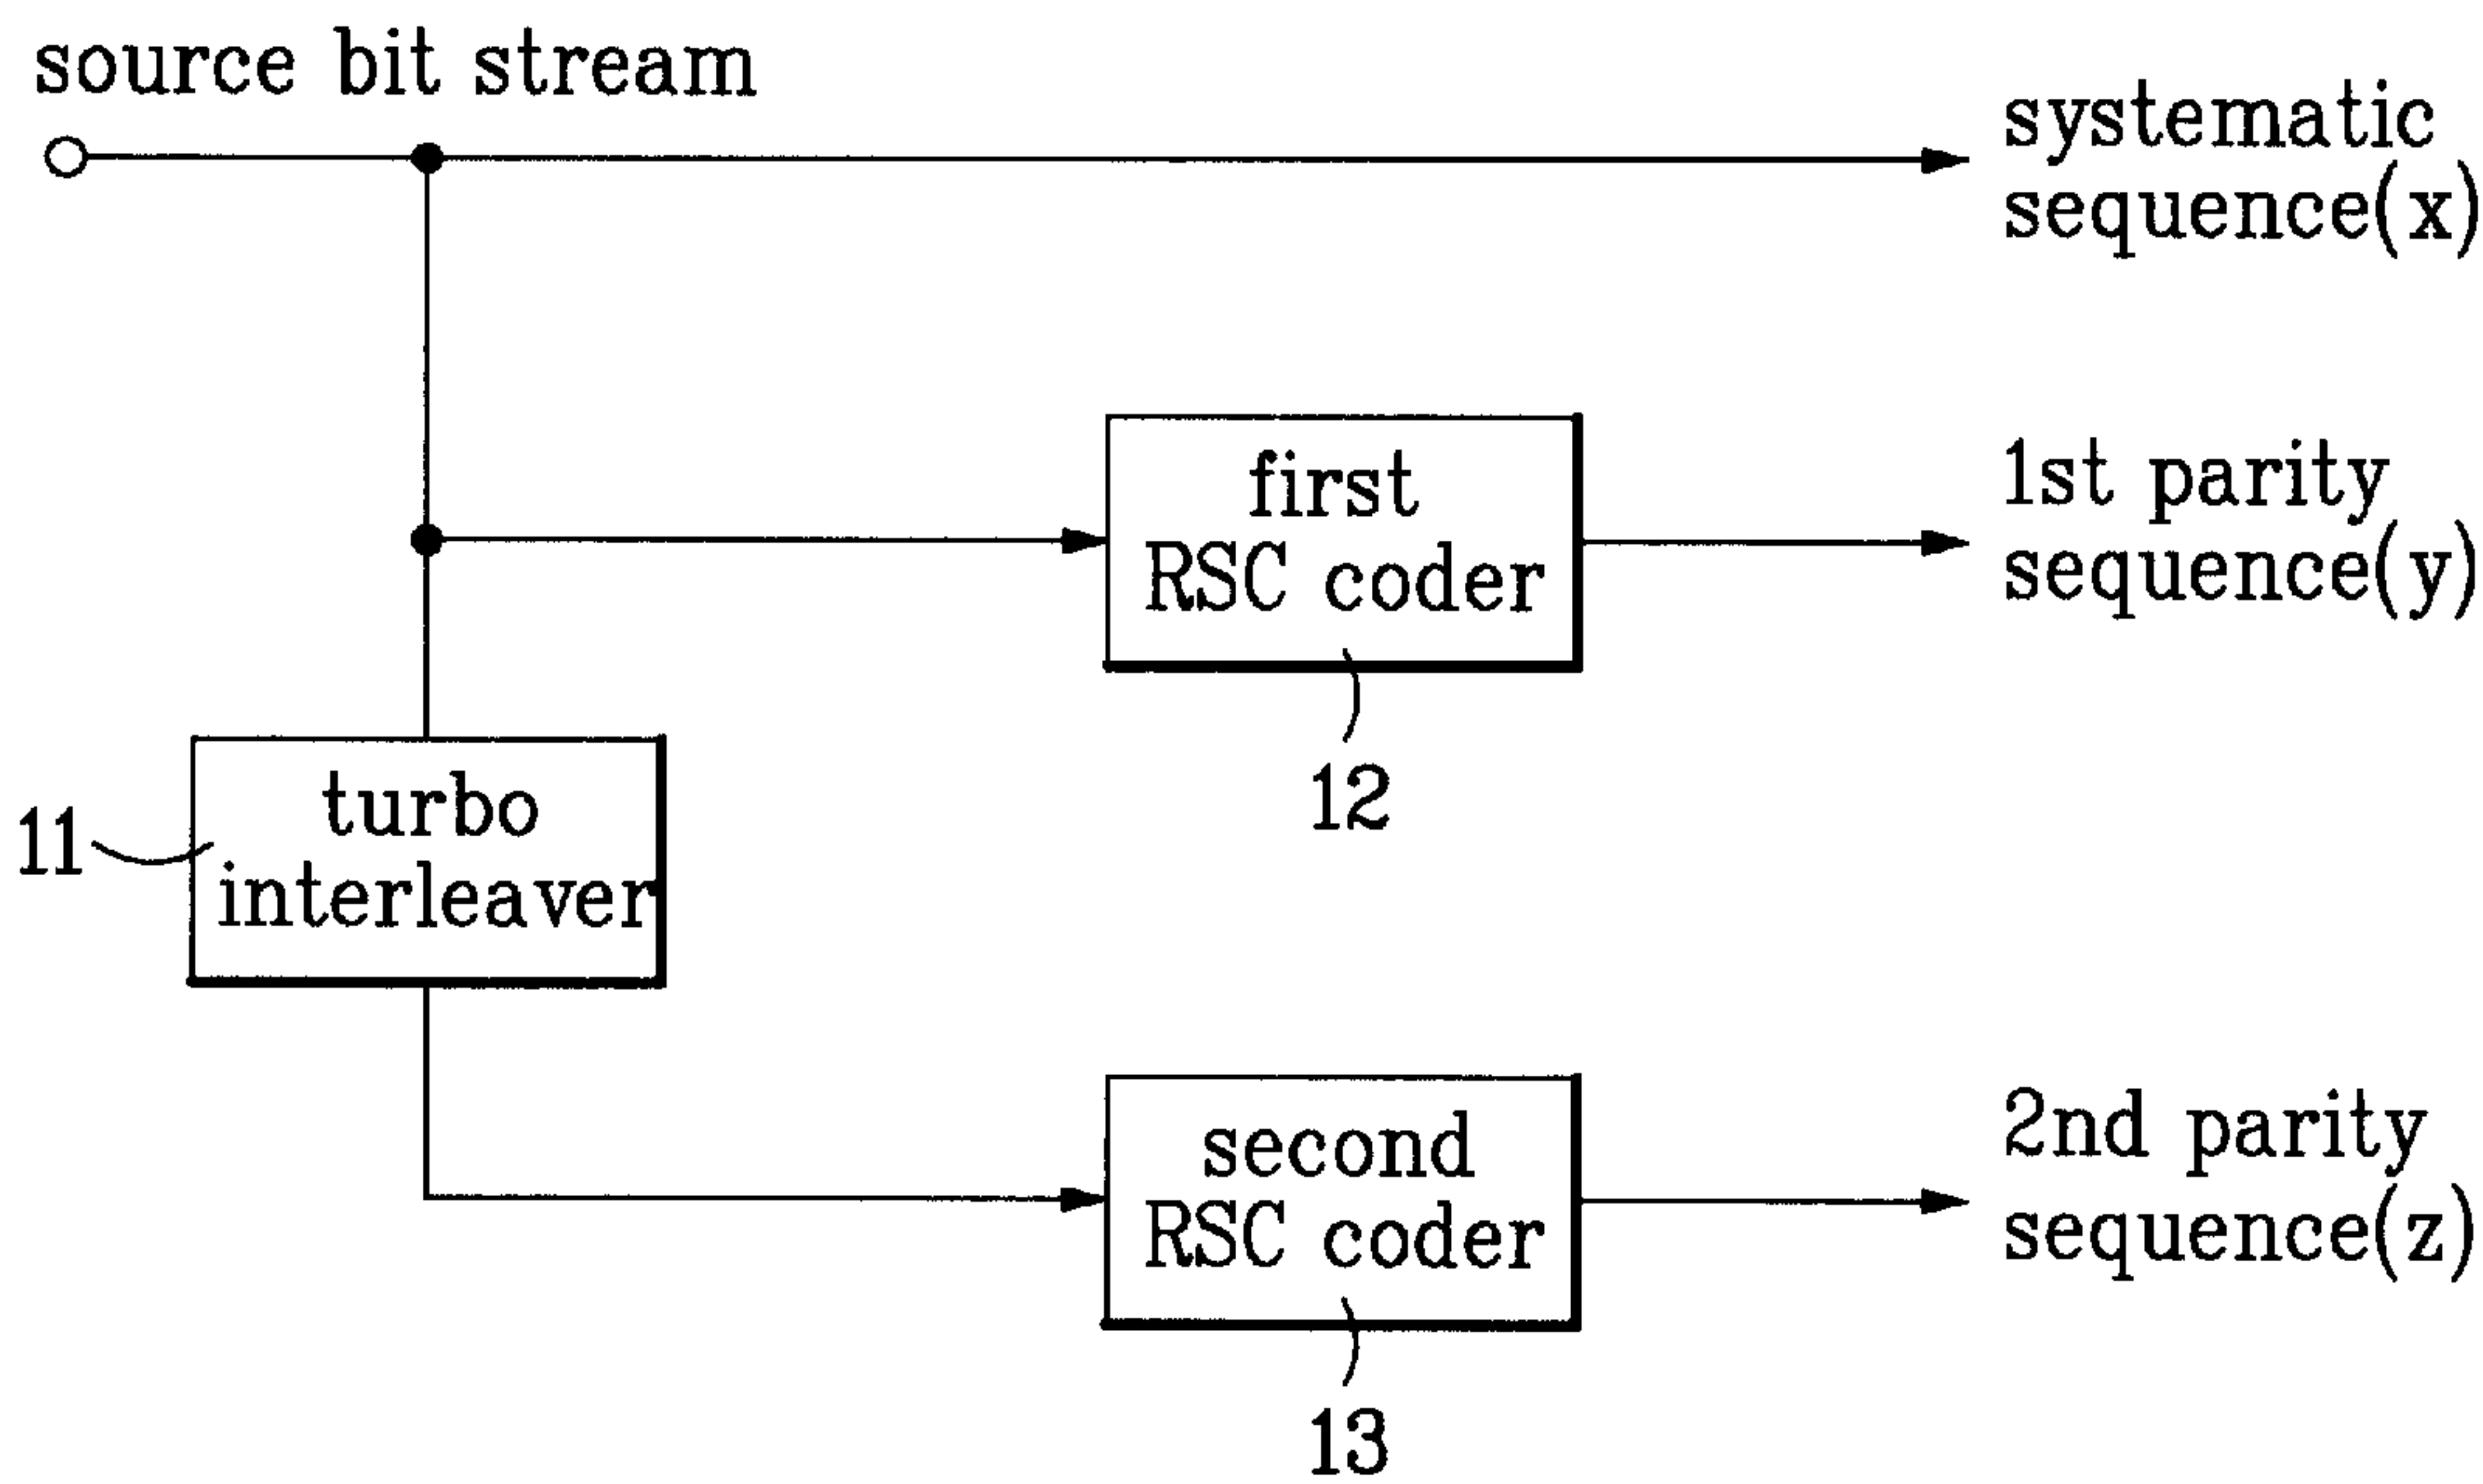 source bit stream
systematic
sequence(x)
first
RSC coder
12
1st parity
sequence(y)
11
turbo
interleaver
second
RSC coder
13
2nd parity
sequence(z)